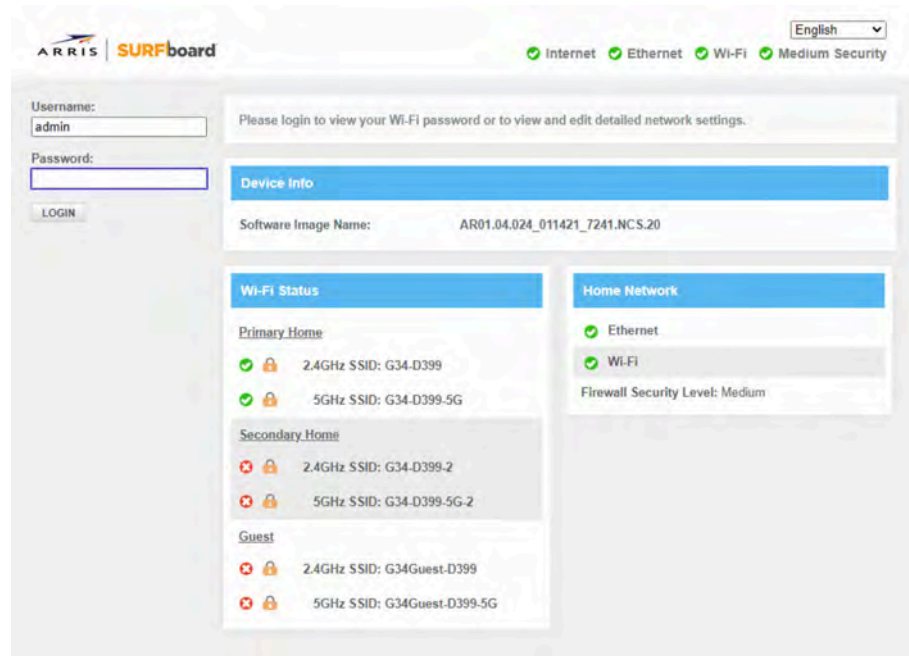 English
ARRIS SURFboard
Internet Ethernet Wi-Fi Medium Security
Username:
admin
Password:
LOGIN
Please login to view your Wi-Fi password or to view and edit detailed network settings.
Device Info
Software Image Name: AR01.04.024_011421_7241.NCS.20
Wi-Fi Status
Primary Home
2.4GHz SSID: G34-D399
5GHz SSID: G34-D399-5G
Secondary Home
2.4GHz SSID: G34-D399-2
5GHz SSID: G34-D399-5G-2
Guest
2.4GHz SSID: G34Guest-D399
5GHz SSID: G34Guest-D399-5G
Home Network
Ethernet
Wi-Fi
Firewall Security Level: Medium